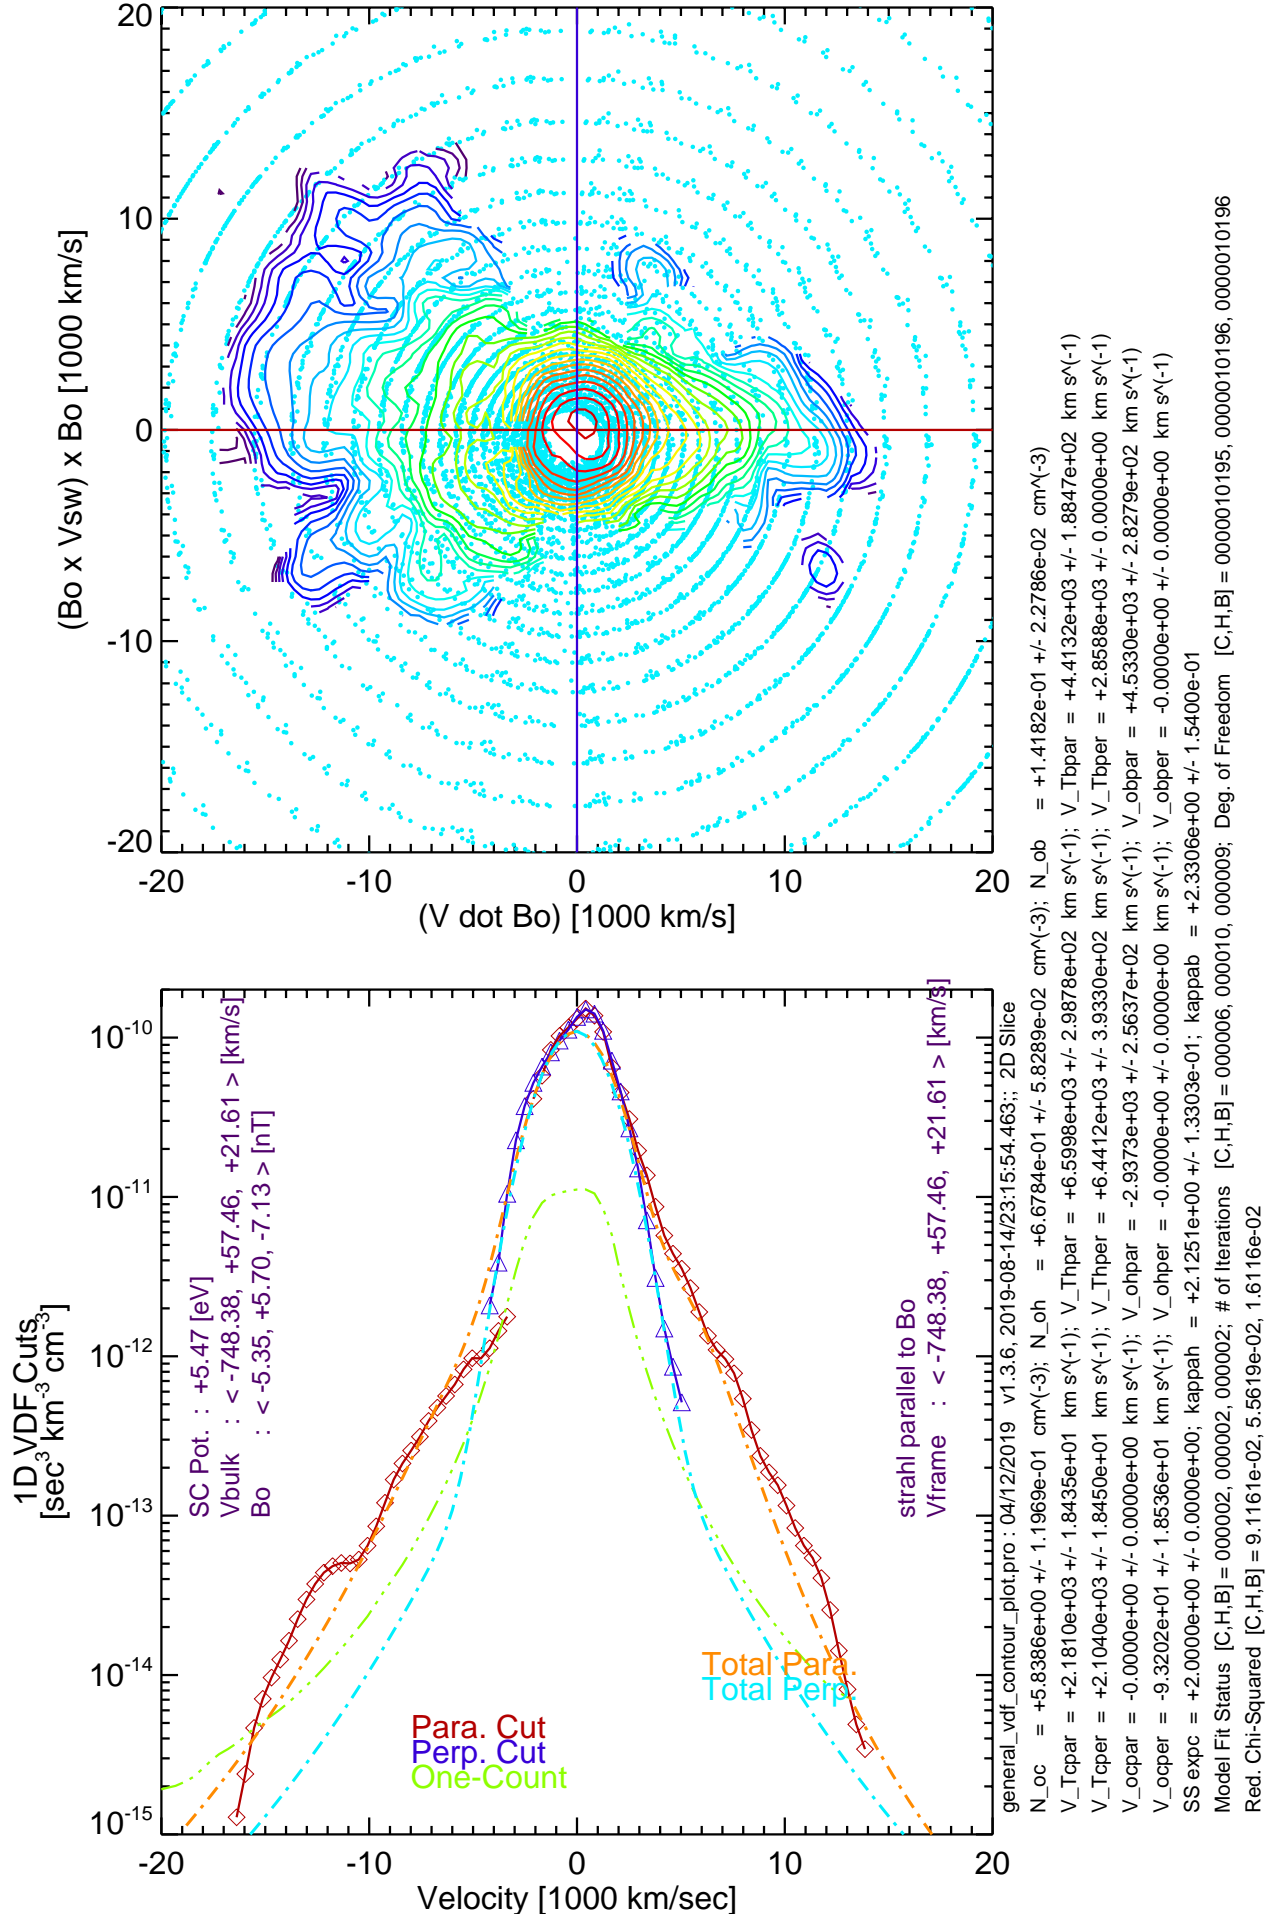 20
10
0
-10
-20
(Bo x Vsw) x Bo [1000 km/s]
-20 -10 0 10 20
(V dot Bo) [1000 km/s]
10^-10
10^-11
10^-12
10^-13
10^-14
10^-15
1D VDF Cuts
[sec^3 km^-3 cm^-3]
SC Pot. : +5.47 [eV]
Vbulk : < -748.38, +57.46, +21.61 > [km/s]
Bo : < -5.35, +5.70, -7.13 > [nT]
strahl parallel to Bo
Vframe : < -748.38, +57.46, +21.61 > [km/s]
Total Para.
Total Perp.
Para. Cut
Perp. Cut
One-Count
-20 -10 0 10 20
Velocity [1000 km/sec]
general_vdf_contour_plot.pro : 04/12/2019 v1.3.6, 2019-08-14/23:15:54.463;; 2D Slice
N_oc = +5.8386e+00 +/- 1.1969e-01 cm^(-3); N_oh = +6.6784e-01 +/- 5.8289e-02 cm^(-3); N_ob = +1.4182e-01 +/- 2.2786e-02 cm^(-3)
V_Tcpar = +2.1810e+03 +/- 1.8435e+01 km s^(-1); V_Thpar = +6.5998e+03 +/- 2.9878e+02 km s^(-1); V_Tbpar = +4.4132e+03 +/- 1.8847e+02 km s^(-1)
V_Tcper = +2.1040e+03 +/- 1.8450e+01 km s^(-1); V_Thper = +6.4412e+03 +/- 3.9330e+02 km s^(-1); V_Tbper = +2.8588e+03 +/- 0.0000e+00 km s^(-1)
V_ocpar = -0.0000e+00 +/- 0.0000e+00 km s^(-1); V_ohpar = -2.9373e+03 +/- 2.5637e+02 km s^(-1); V_obpar = +4.5330e+03 +/- 2.8279e+02 km s^(-1)
V_ocper = -9.3202e+01 +/- 1.8536e+01 km s^(-1); V_ohper = -0.0000e+00 +/- 0.0000e+00 km s^(-1); V_obper = -0.0000e+00 +/- 0.0000e+00 km s^(-1)
SS expc = +2.0000e+00 +/- 0.0000e+00; kappah = +2.1251e+00 +/- 1.3303e-01; kappab = +2.3306e+00 +/- 1.5400e-01
Model Fit Status [C,H,B] = 000002, 000002, 000002; # of Iterations [C,H,B] = 000006, 000010, 000009; Deg. of Freedom [C,H,B] = 0000010195, 0000010196, 0000010196
Red. Chi-Squared [C,H,B] = 9.1161e-02, 5.5619e-02, 1.6116e-02